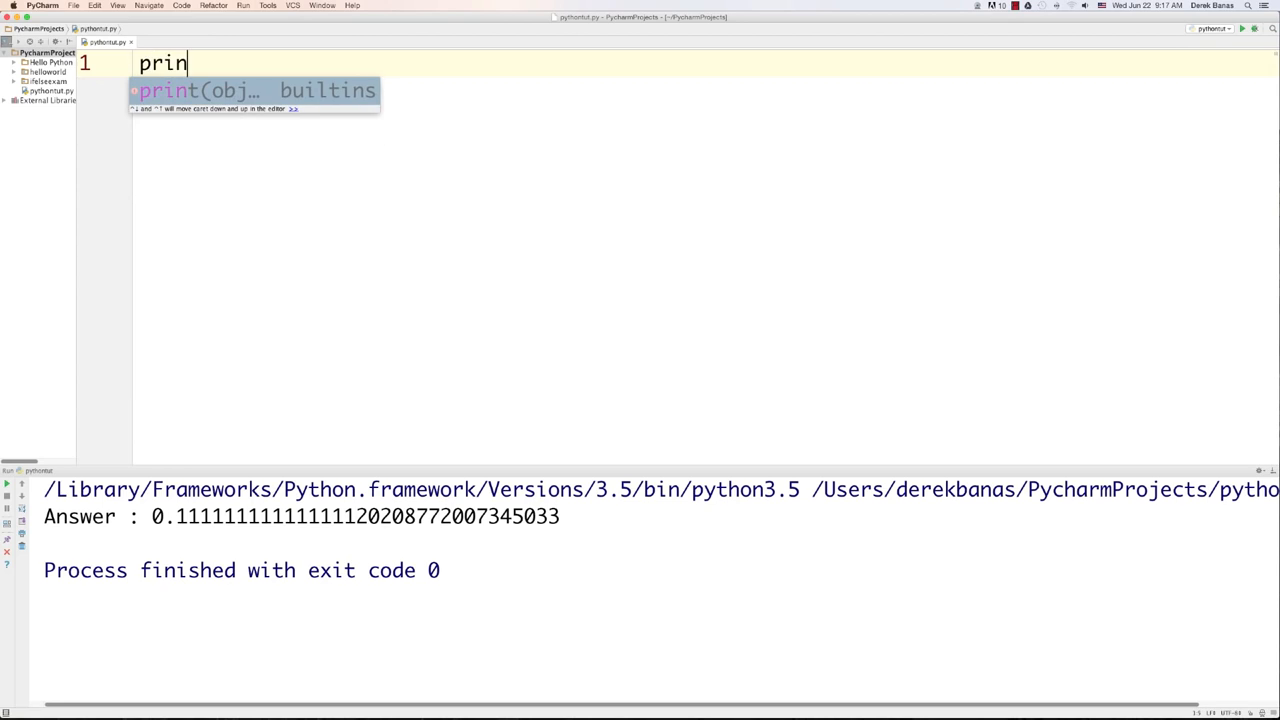 PyCharm File Edit View Navigate Code Refactor Run Tools VCS Window Help 10 Wed Jun 22 9:17 AM Derek Banas
pythontut.py - PycharmProjects - [~/PycharmProjects]
PycharmProjects pythontut.py pythontut
pythontut.py ×
PycharmProject
Hello Python
helloworld
ifelseexam
pythontut.py
External Librarie
1 prin
print(obj… builtins
^↓ and ^↑ will move caret down and up in the editor >>
Run pythontut
/Library/Frameworks/Python.framework/Versions/3.5/bin/python3.5 /Users/derekbanas/PycharmProjects/pytho
Answer : 0.11111111111111120208772007345033
Process finished with exit code 0
1:5 LF÷ UTF-8÷